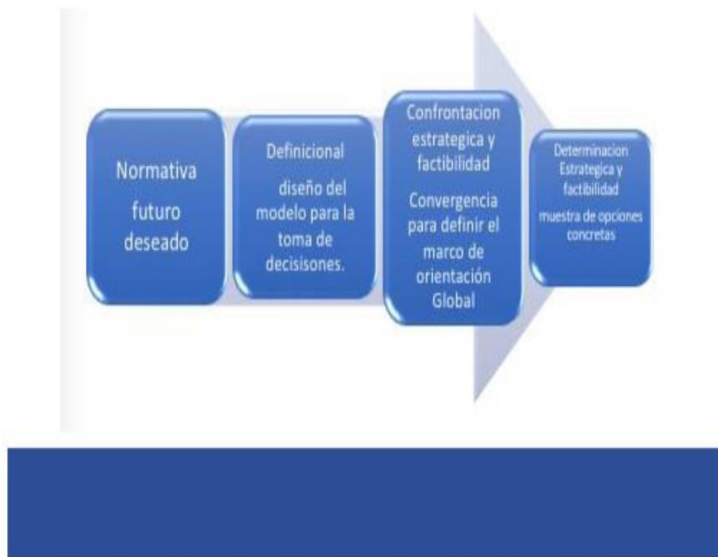 Normativa
futuro
deseado
Definicional
diseño del
modelo para la
toma de
decisisones.
Confrontacion
estrategica y
factibilidad
Convergencia
para definir el
marco de
orientación
Global
Determinacion
Estrategica y
factibilidad
muestra de opciones
concretas